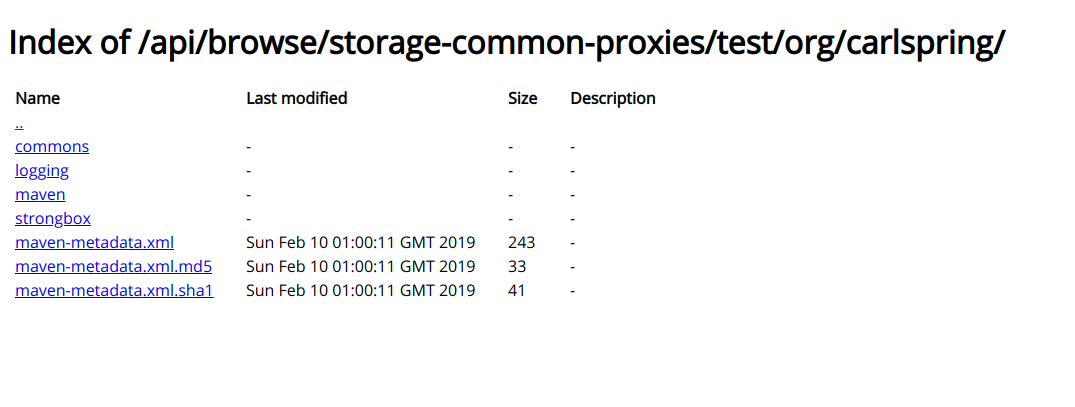 Index of /api/browse/storage-common-proxies/test/org/carlspring/
Name Last modified Size Description
..
commons - - -
logging - - -
maven - - -
strongbox - - -
maven-metadata.xml Sun Feb 10 01:00:11 GMT 2019 243 -
maven-metadata.xml.md5 Sun Feb 10 01:00:11 GMT 2019 33 -
maven-metadata.xml.sha1 Sun Feb 10 01:00:11 GMT 2019 41 -